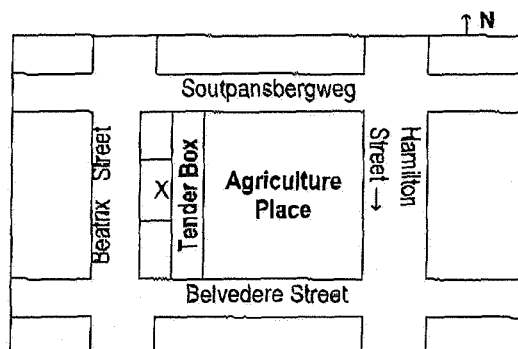 ↑ N
Soutpansbergweg
Beatrix Street
X
Tender Box
Agriculture
Place
Hamilton
Street →
Belvedere Street